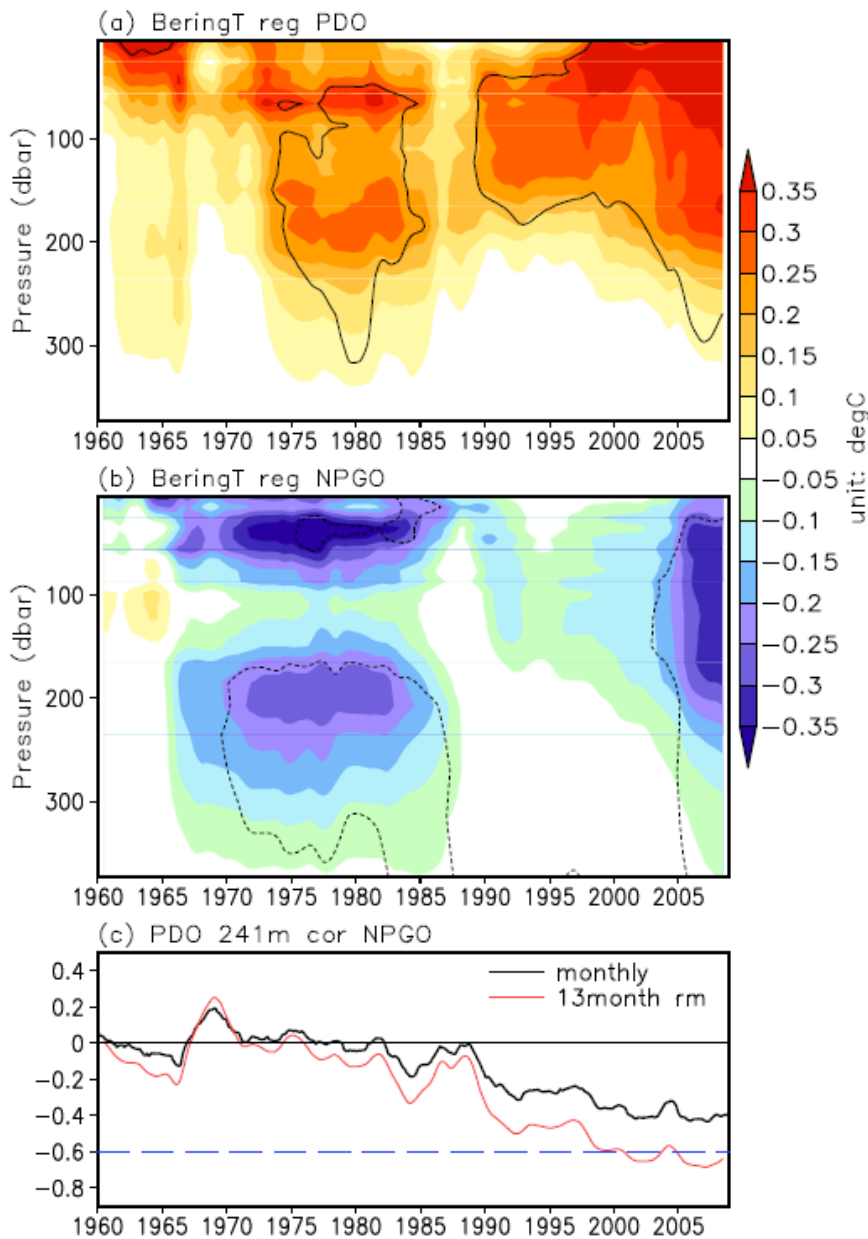 (a) BeringT reg PDO
Pressure (dbar)
100
200
300
1960 1965 1970 1975 1980 1985 1990 1995 2000 2005
(b) BeringT reg NPGO
Pressure (dbar)
100
200
300
1960 1965 1970 1975 1980 1985 1990 1995 2000 2005
0.35
0.3
0.25
0.2
0.15
0.1
0.05
-0.05
-0.1
-0.15
-0.2
-0.25
-0.3
-0.35
unit: degC
(c) PDO 241m cor NPGO
monthly
13month rm
0.4
0.2
0
-0.2
-0.4
-0.6
-0.8
1960 1965 1970 1975 1980 1985 1990 1995 2000 2005